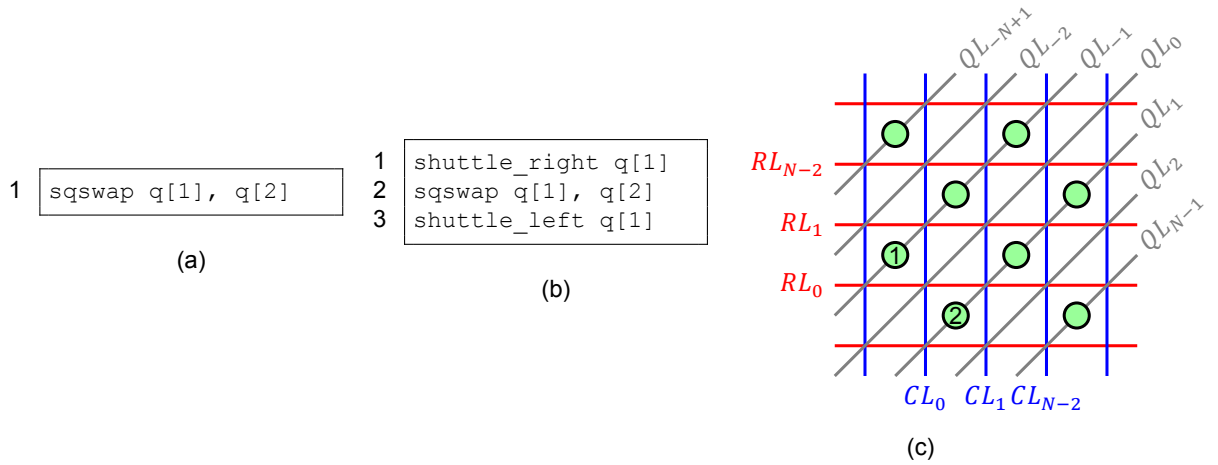 1 sqswap q[1], q[2]
(a)
1 shuttle_right q[1]
2 sqswap q[1], q[2]
3 shuttle_left q[1]
(b)
QL_{-N+1}
QL_{-2}
QL_{-1}
QL_0
QL_1
QL_2
QL_{N-1}
RL_{N-2}
RL_1
1
RL_0
2
CL_0 CL_1 CL_{N-2}
(c)